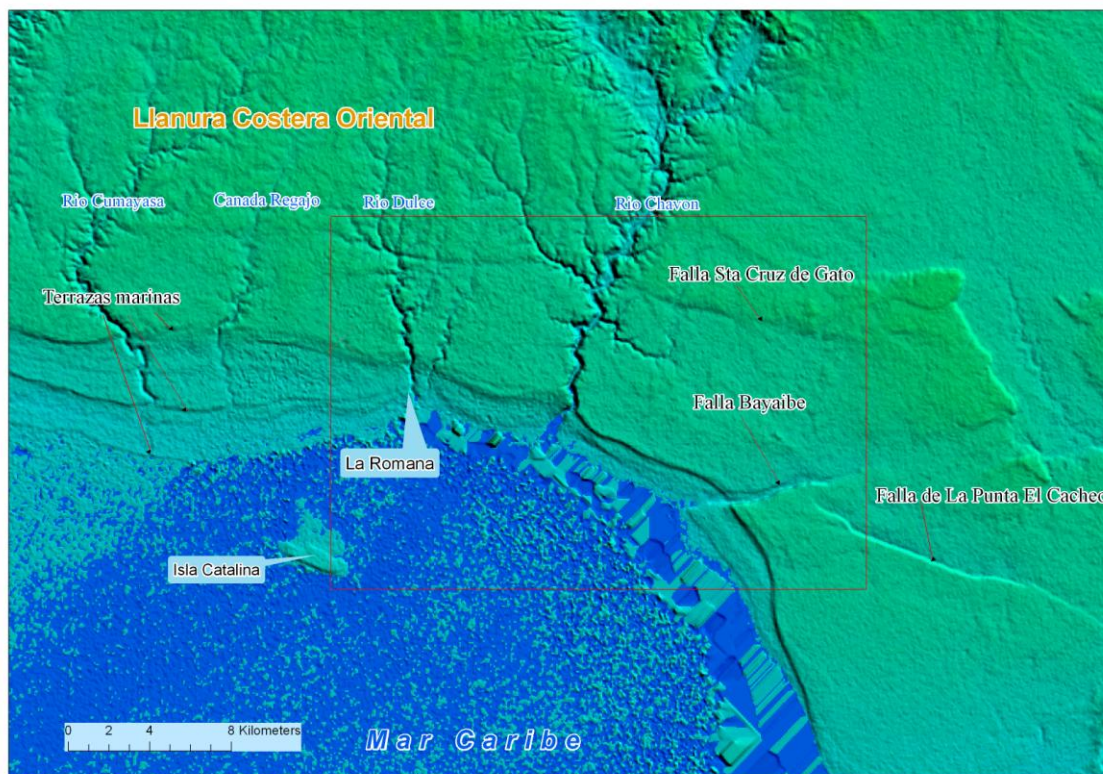 Llanura Costera Oriental
Rio Cumayasa
Canada Regajo
Rio Dulce
Rio Chavon
Falla Sta Cruz de Gato
Terrazas marinas
Falla Bayaibe
La Romana
Falla de La Punta El Cacheo
Isla Catalina
0 2 4 8 Kilometers
Mar Caribe